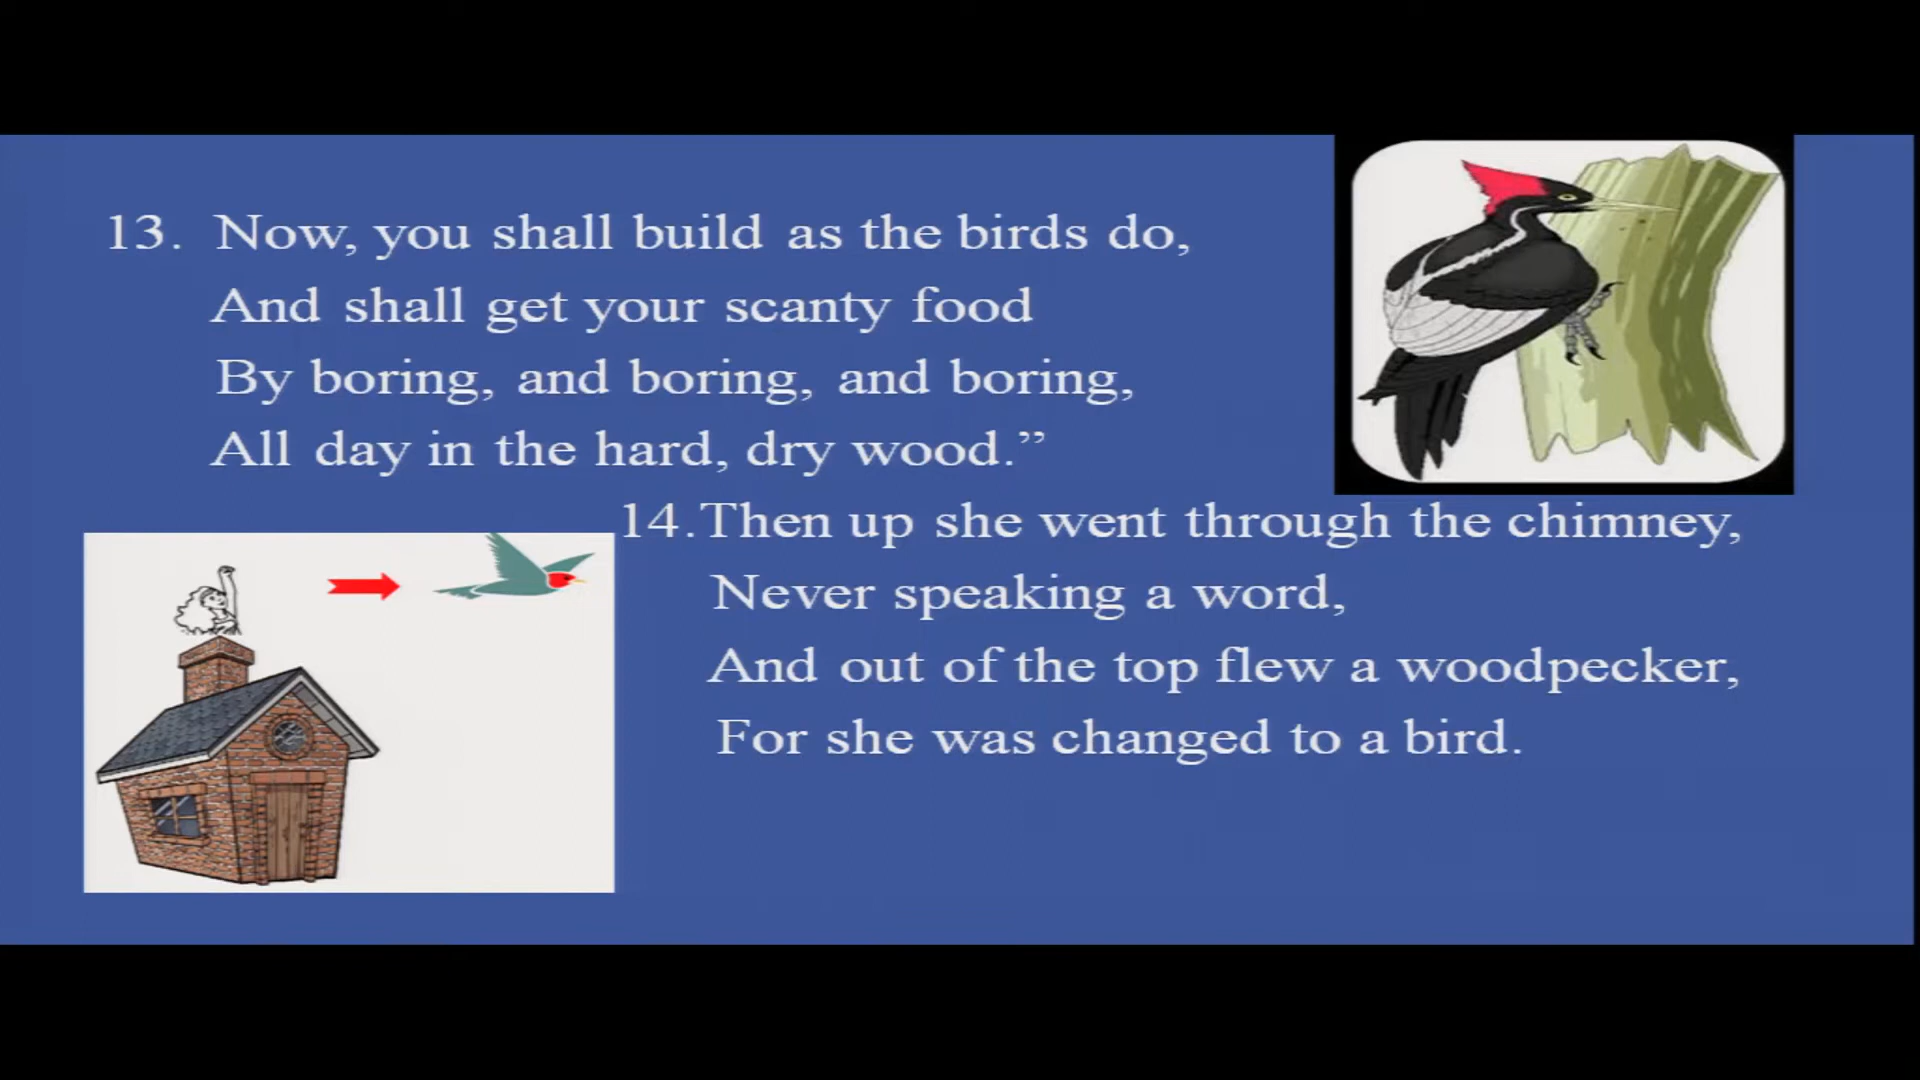 13. Now, you shall build as the birds do,
And shall get your scanty food
By boring, and boring, and boring,
All day in the hard, dry wood.”
14.Then up she went through the chimney,
Never speaking a word,
And out of the top flew a woodpecker,
For she was changed to a bird.